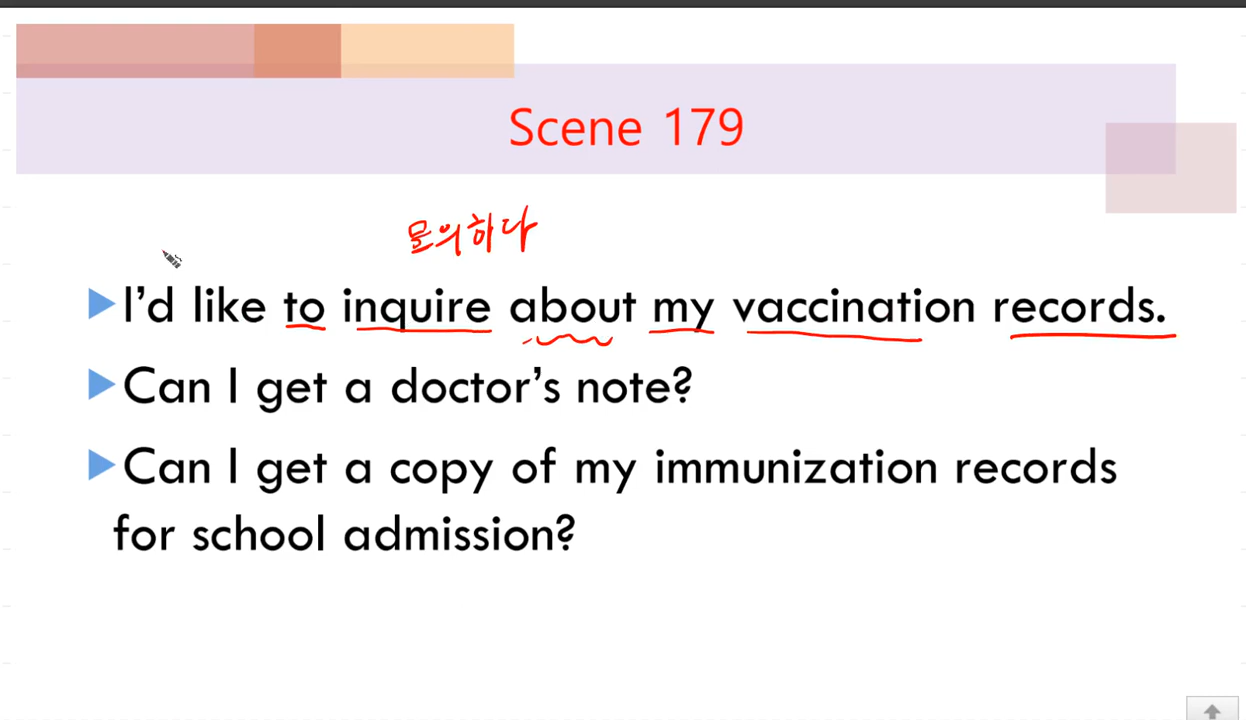 Scene 179
문의하다
I'd like to inquire about my vaccination records.
Can I get a doctor's note?
Can I get a copy of my immunization records
for school admission?